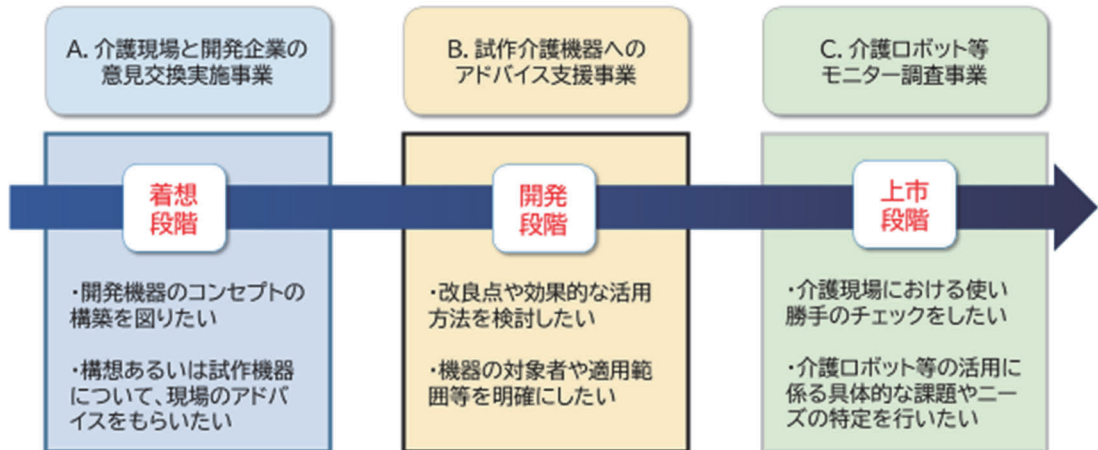 A. 介護現場と開発企業の
意見交換実施事業
B. 試作介護機器への
アドバイス支援事業
C. 介護ロボット等
モニター調査事業
着想
段階
開発
段階
上市
段階
・開発機器のコンセプトの
構築を図りたい
・構想あるいは試作機器
について、現場のアドバ
イスをもらいたい
・改良点や効果的な活用
方法を検討したい
・機器の対象者や適用範
囲等を明確にしたい
・介護現場における使い
勝手のチェックをしたい
・介護ロボット等の活用に
係る具体的な課題やニー
ズの特定を行いたい